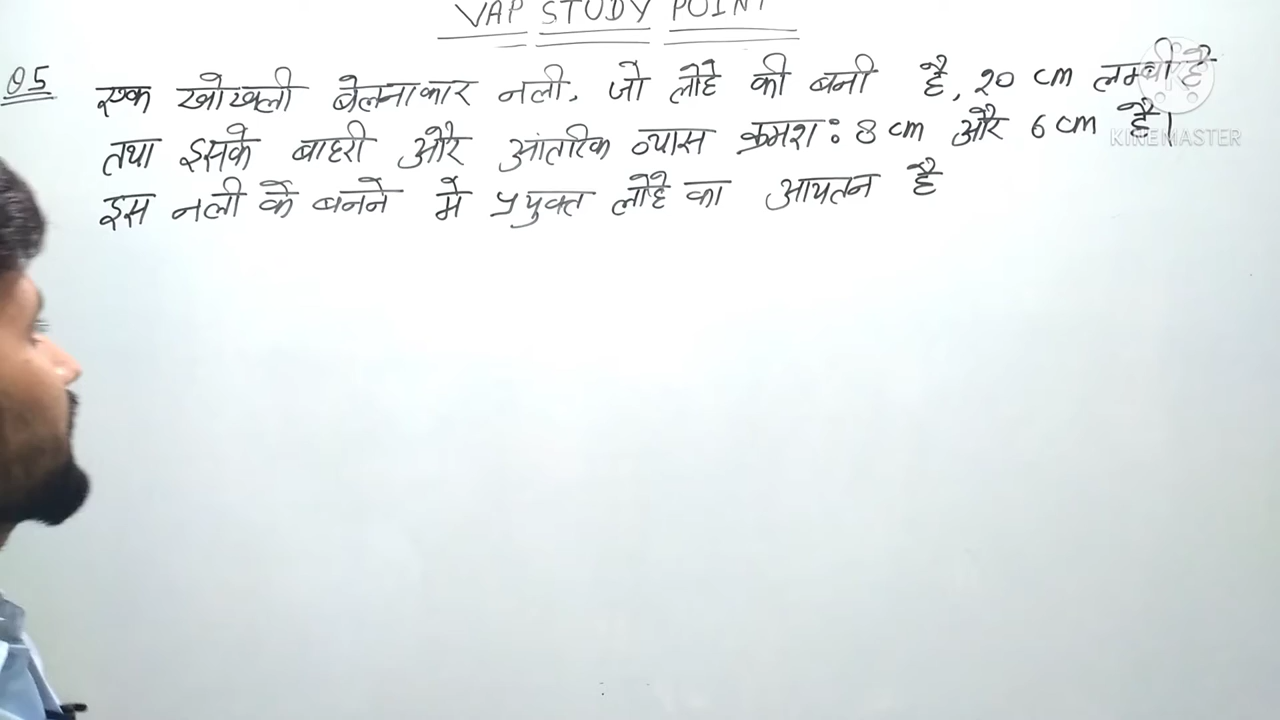 VAP STUDY POINT
Q5 एक खोखली बेलनाकार नली, जो लोहे की बनी है, 20 cm लम्बी है
तथा इसके बाहरी और आंतरिक व्यास क्रमश: 8 cm और 6 cm है।
इस नली के बनने मे प्रयुक्त लोहे का आयतन है
KINEMASTER